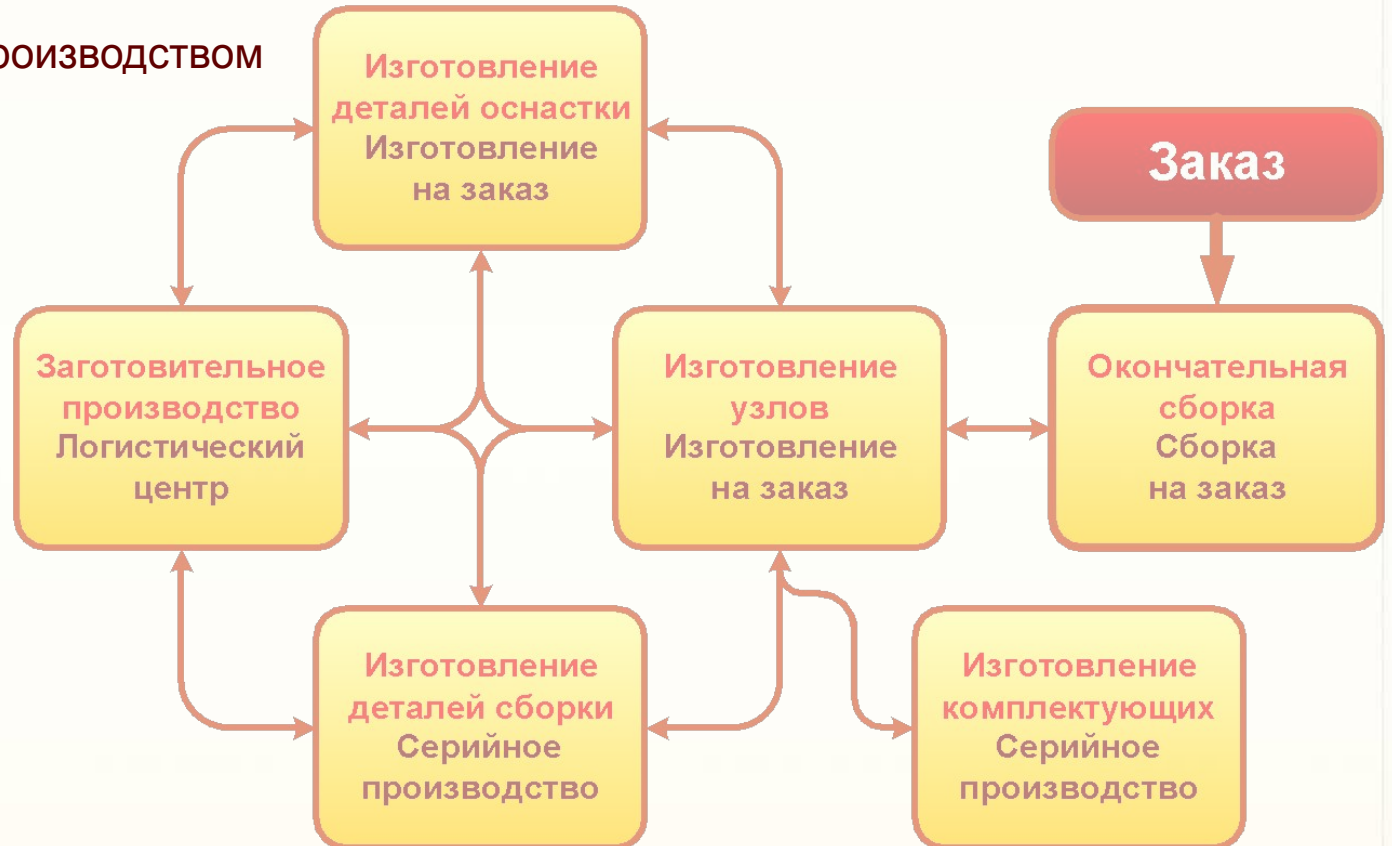 Изготовление
деталей оснастки
Изготовление
на заказ
Заказ
Заготовительное
производство
Логистический
центр
Изготовление
узлов
Изготовление
на заказ
Окончательная
сборка
Сборка
на заказ
Изготовление
деталей сборки
Серийное
производство
Изготовление
комплектующих
Серийное
производство